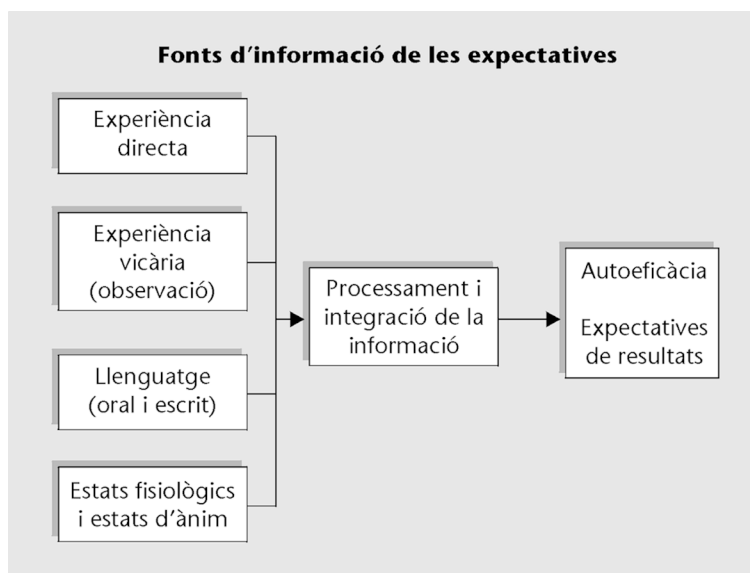 Fonts d’informació de les expectatives
Experiència
directa
Experiència
vicària
(observació)
Llenguatge
(oral i escrit)
Estats fisiològics
i estats d’ànim
Processament i
integració de la
informació
Autoeficàcia
Expectatives
de resultats